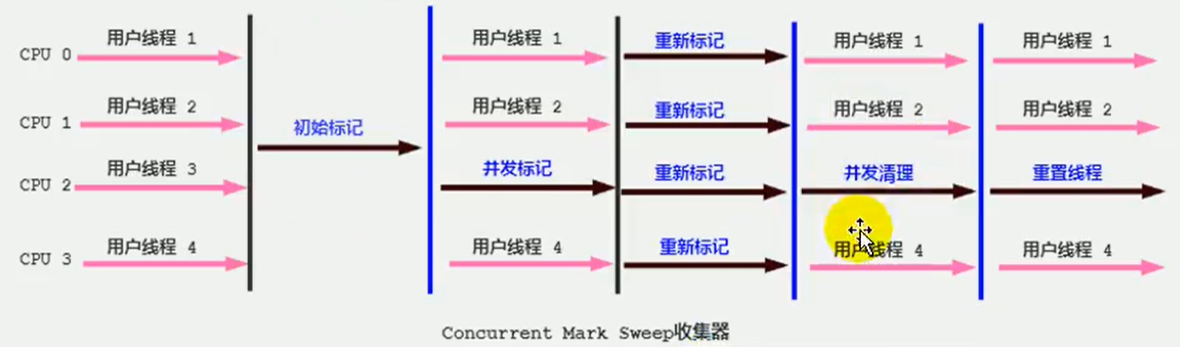 CPU 0 用户线程 1 用户线程 1 重新标记 用户线程 1 用户线程 1
CPU 1 用户线程 2 初始标记 用户线程 2 重新标记 用户线程 2 用户线程 2
CPU 2 用户线程 3 并发标记 重新标记 并发清理 重置线程
CPU 3 用户线程 4 用户线程 4 重新标记 用户线程 4 用户线程 4
Concurrent Mark Sweep收集器